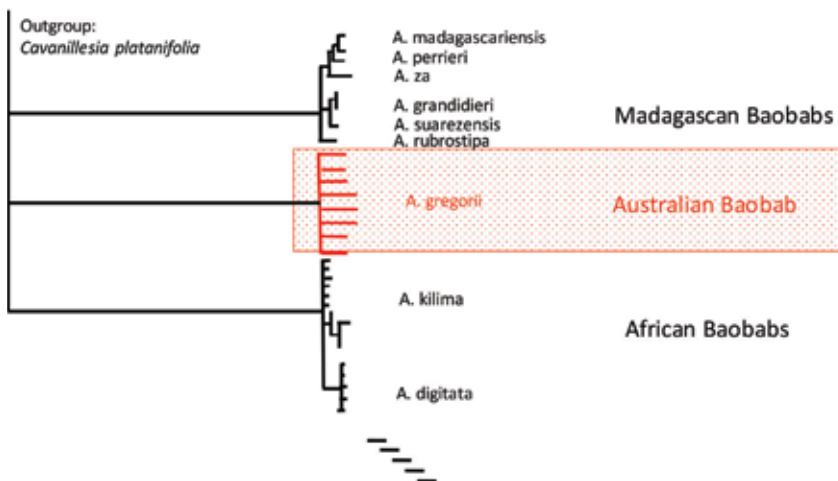 Outgroup:
Cavanillesia platanifolia
A. madagascariensis
A. perrieri
A. za
A. grandidieri
A. suarezensis
A. rubrostipa
Madagascan Baobabs
A. gregorii
Australian Baobab
A. kilima
African Baobabs
A. digitata